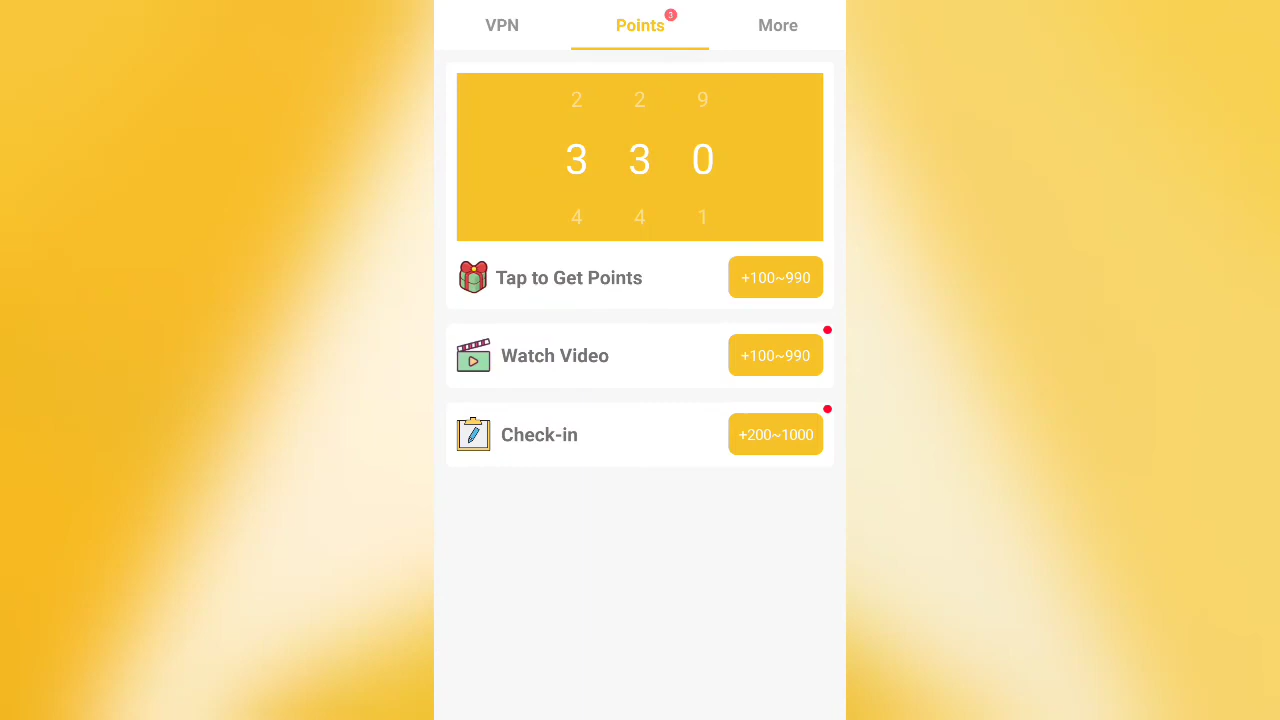 VPN Points 3 More
2 2 9
3 3 0
4 4 1
Tap to Get Points +100~990
Watch Video +100~990
Check-in +200~1000